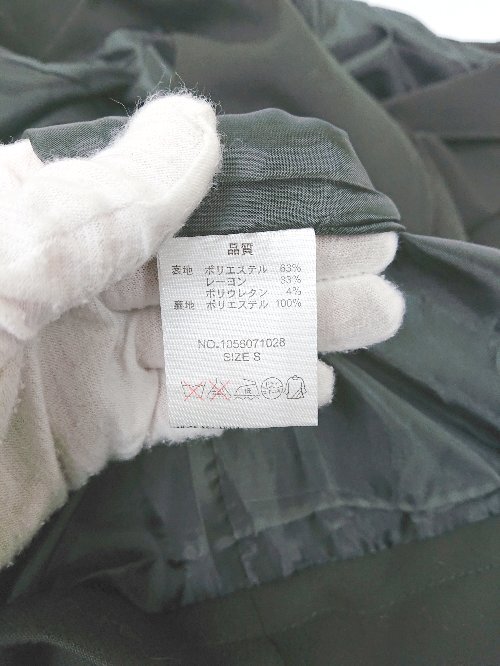 品質
表地 ポリエステル 63%
レーヨン 33%
ポリウレタン 4%
裏地 ポリエステル 100%
NO.1056071028
SIZE S